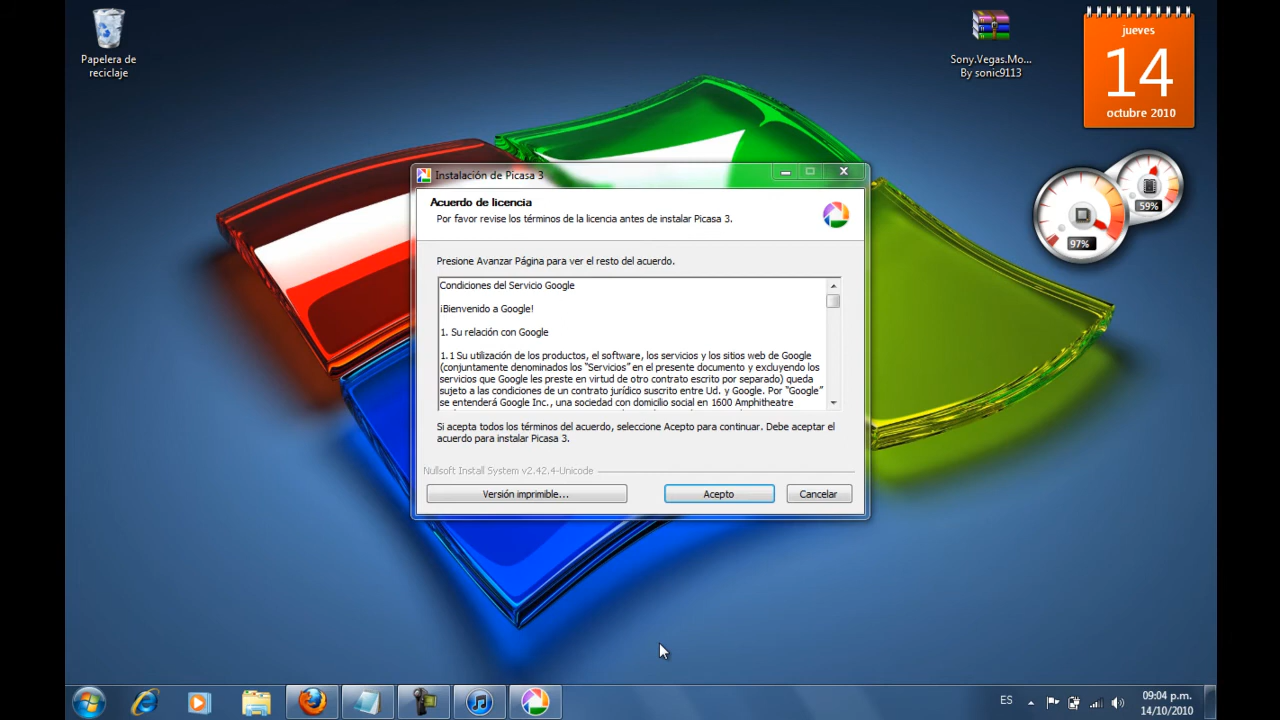 Papelera de
reciclaje
Sony.Vegas.Mo...
By sonic9113
jueves
14
octubre 2010
59%
97%
Instalación de Picasa 3
Acuerdo de licencia
Por favor revise los términos de la licencia antes de instalar Picasa 3.
Presione Avanzar Página para ver el resto del acuerdo.
Condiciones del Servicio Google
¡Bienvenido a Google!
1. Su relación con Google
1.1 Su utilización de los productos, el software, los servicios y los sitios web de Google
(conjuntamente denominados los “Servicios” en el presente documento y excluyendo los
servicios que Google les preste en virtud de otro contrato escrito por separado) queda
sujeto a las condiciones de un contrato jurídico suscrito entre Ud. y Google. Por “Google”
se entenderá Google Inc., una sociedad con domicilio social en 1600 Amphitheatre
Si acepta todos los términos del acuerdo, seleccione Acepto para continuar. Debe aceptar el
acuerdo para instalar Picasa 3.
Nullsoft Install System v2.42.4-Unicode
Versión imprimible...
Acepto
Cancelar
ES
09:04 p.m.
14/10/2010